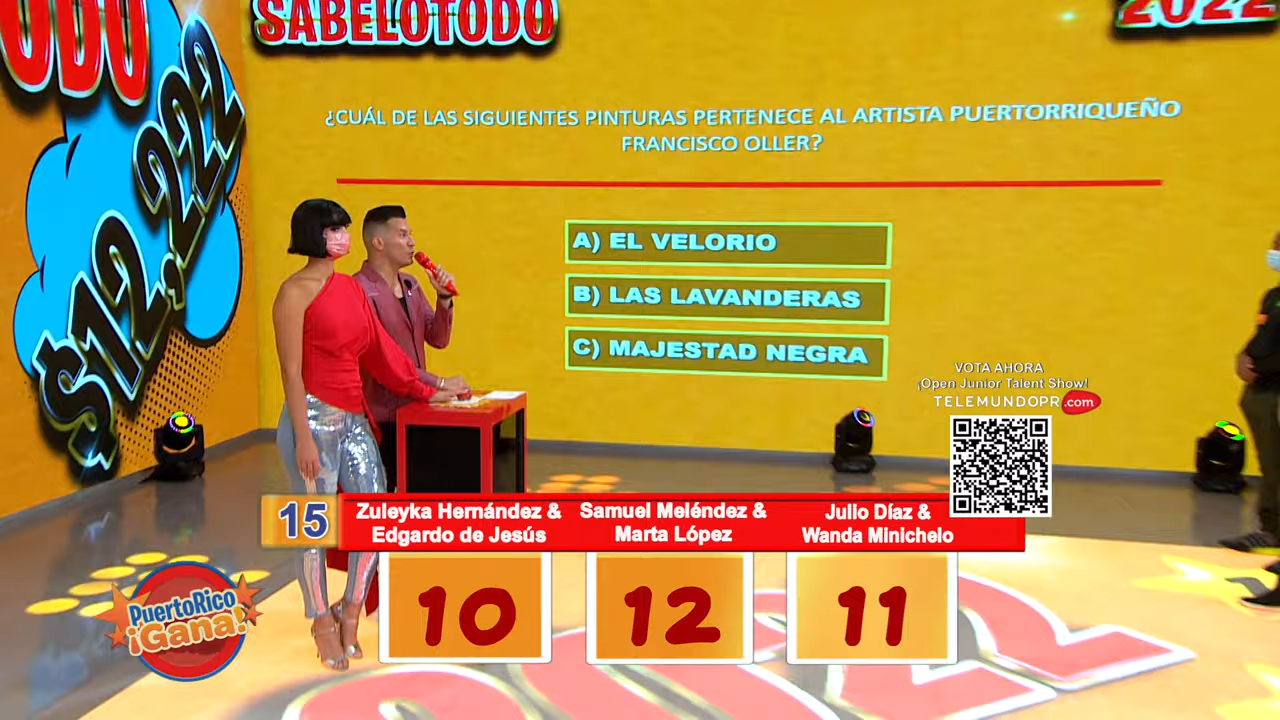 ODO
SABELOTODO
2022
$12,222
¿CUÁL DE LAS SIGUIENTES PINTURAS PERTENECE AL ARTISTA PUERTORRIQUEÑO
FRANCISCO OLLER?
A) EL VELORIO
B) LAS LAVANDERAS
C) MAJESTAD NEGRA
VOTA AHORA
¡Open Junior Talent Show!
TELEMUNDOPR.com
15
Zuleyka Hernández &
Edgardo de Jesús
Samuel Meléndez &
Marta López
Julio Díaz &
Wanda Minichelo
10
12
11
PuertoRico
¡Gana!